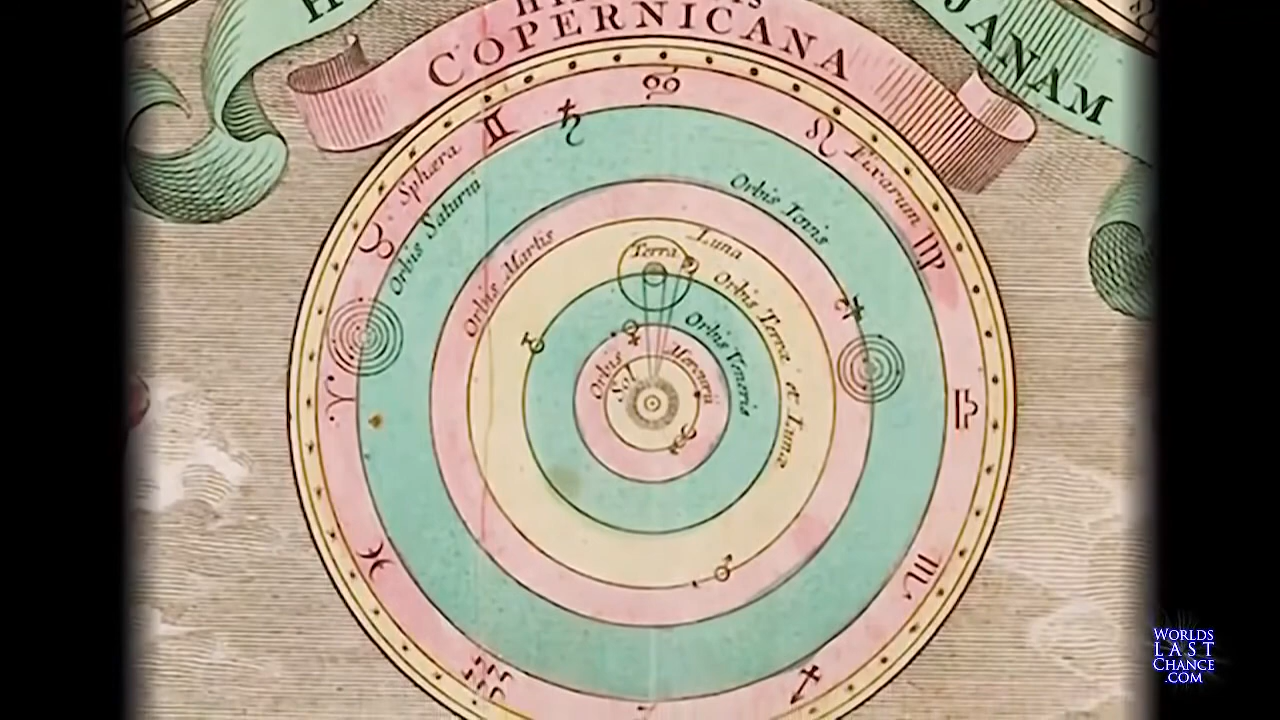 COPERNICANA
JANAM
Sphæra
Fixarum
Orbis Saturni
Orbis Iovis
Orbis Martis
Luna
Terra
Orbis Terræ et Lunæ
Orbis Veneris
Orbis Mercurii
Sol
WORLDS
LAST
CHANCE
.COM